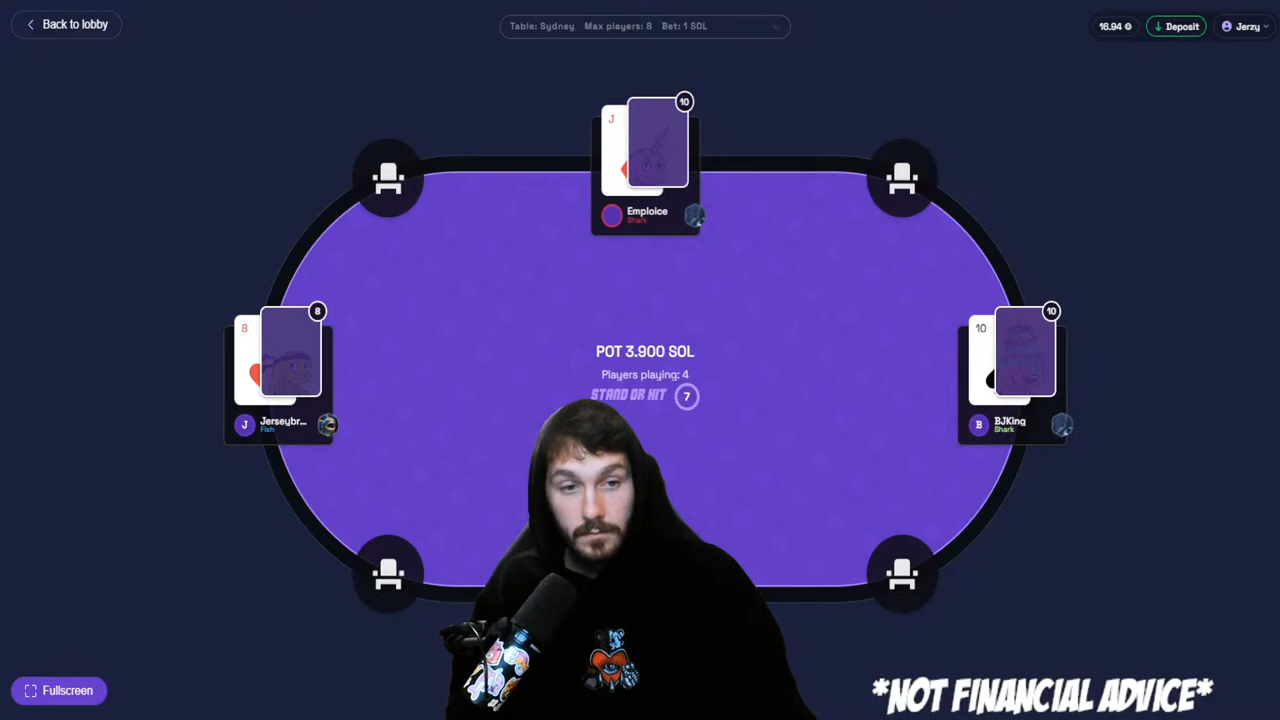 Back to lobby
Table: Sydney Max players: 8 Bet: 1 SOL
16.94
Deposit
Jerzy
J
10
Emploice
Shark
8
8
J
Jerseybr...
Fish
10
10
B
BJKing
Shark
POT 3.900 SOL
Players playing: 4
STAND OR HIT 7
Fullscreen
*NOT FINANCIAL ADVICE*